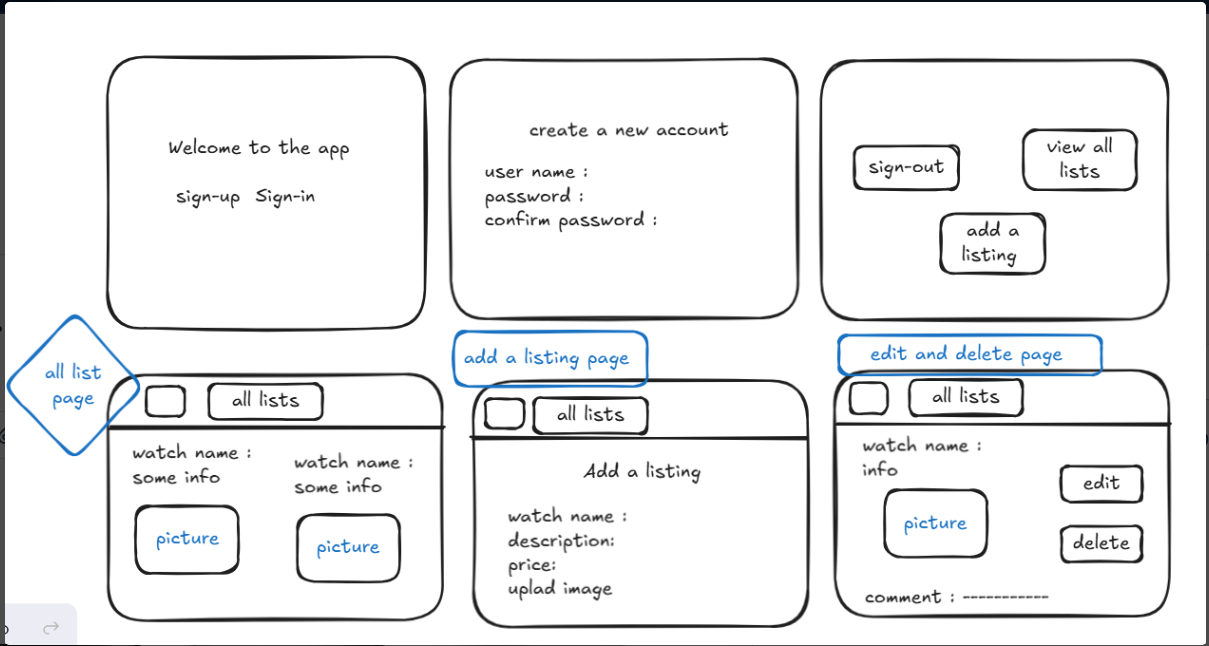 Welcome to the app
sign-up Sign-in
create a new account
user name :
password :
confirm password :
sign-out
view all
lists
add a
listing
all list
page
all lists
watch name :
some info
picture
watch name :
some info
picture
add a listing page
all lists
Add a listing
watch name :
description:
price:
uplad image
edit and delete page
all lists
watch name :
info
picture
edit
delete
comment : -----------